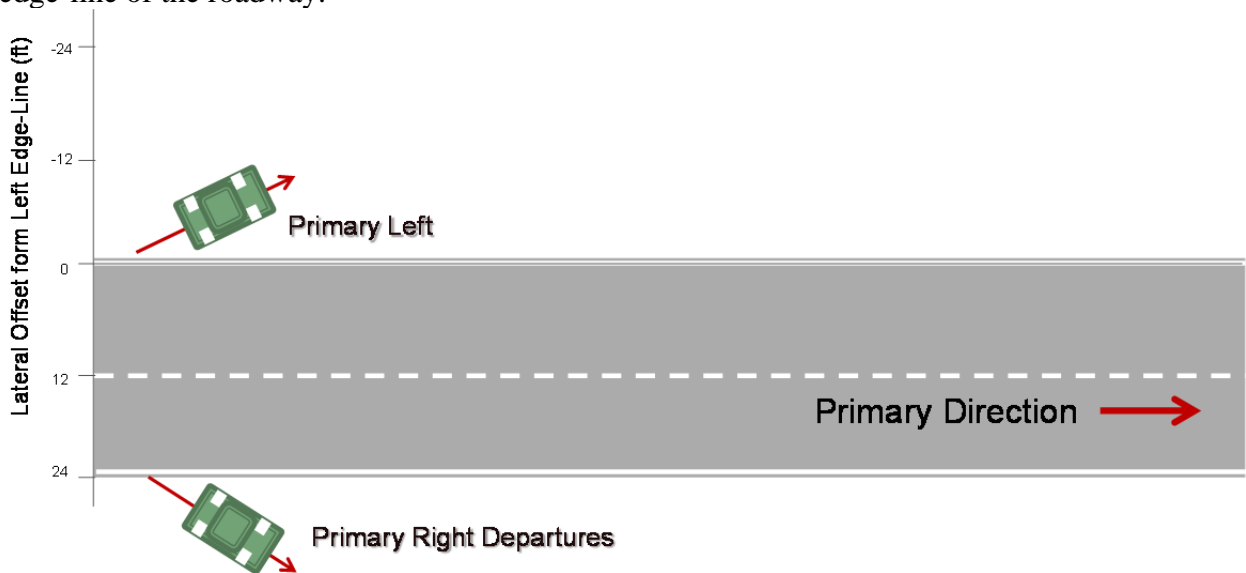 edge-line of the roadway.
Lateral Offset form Left Edge-Line (ft)
-24
-12
Primary Left
0
12
Primary Direction
24
Primary Right Departures